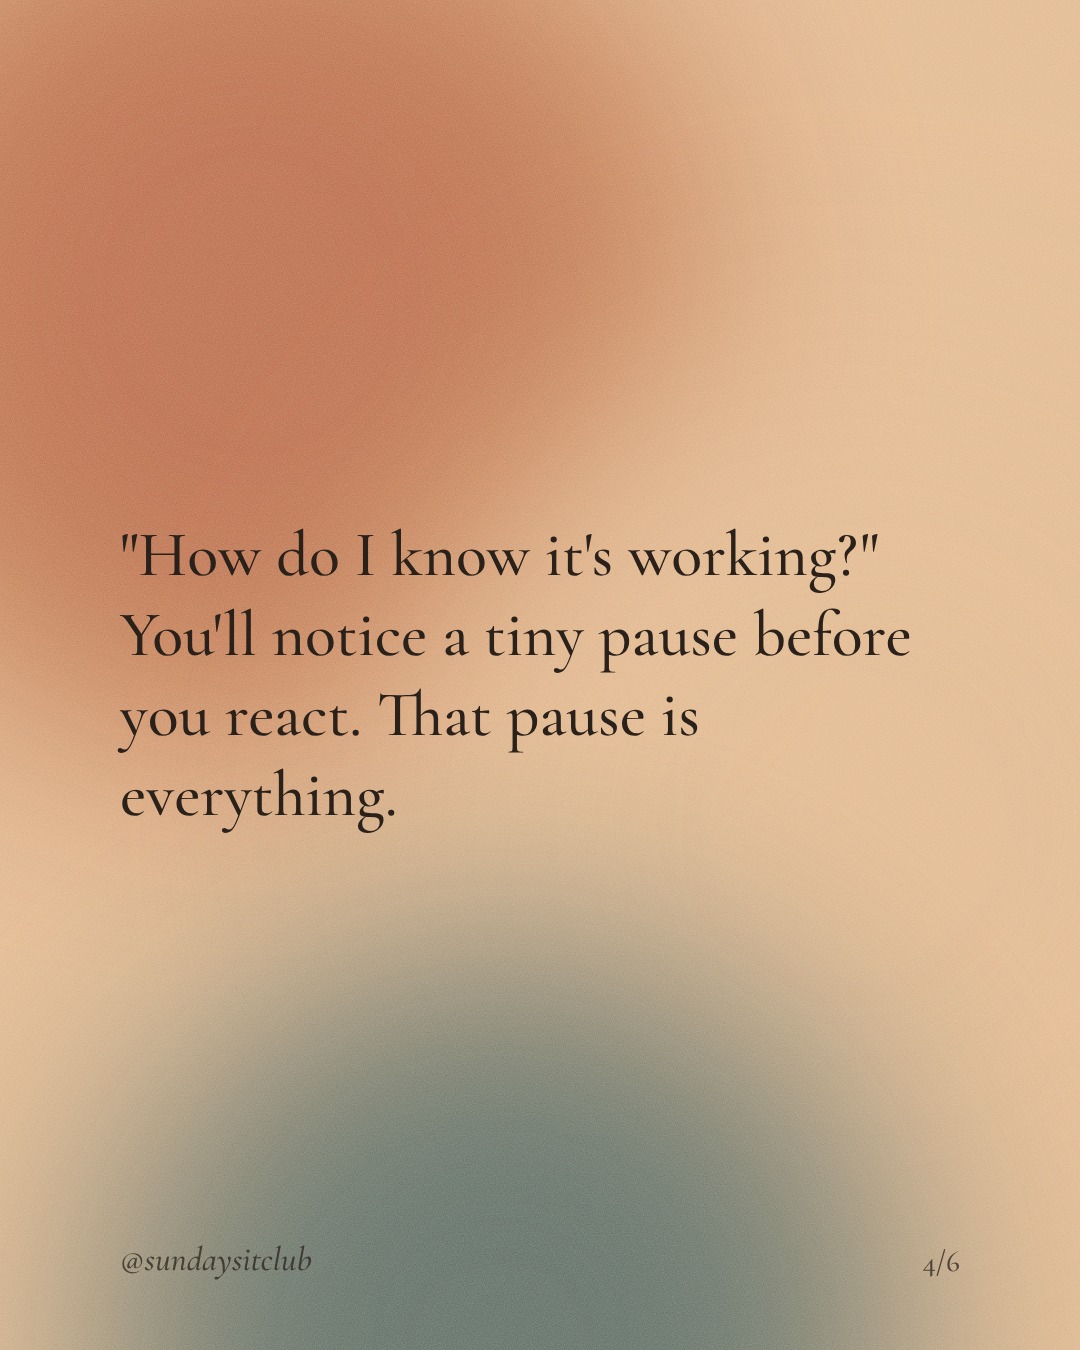 "How do I know it's working?"
You'll notice a tiny pause before
you react. That pause is
everything.
@sundaysitclub
4/6